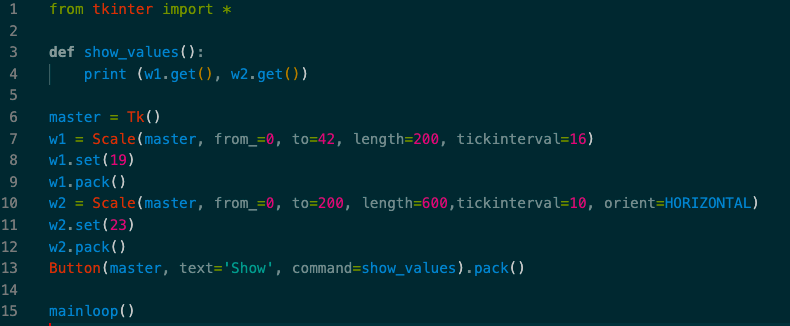 1 from tkinter import *
2
3 def show_values():
4     print (w1.get(), w2.get())
5
6 master = Tk()
7 w1 = Scale(master, from_=0, to=42, length=200, tickinterval=16)
8 w1.set(19)
9 w1.pack()
10 w2 = Scale(master, from_=0, to=200, length=600,tickinterval=10, orient=HORIZONTAL)
11 w2.set(23)
12 w2.pack()
13 Button(master, text='Show', command=show_values).pack()
14
15 mainloop()